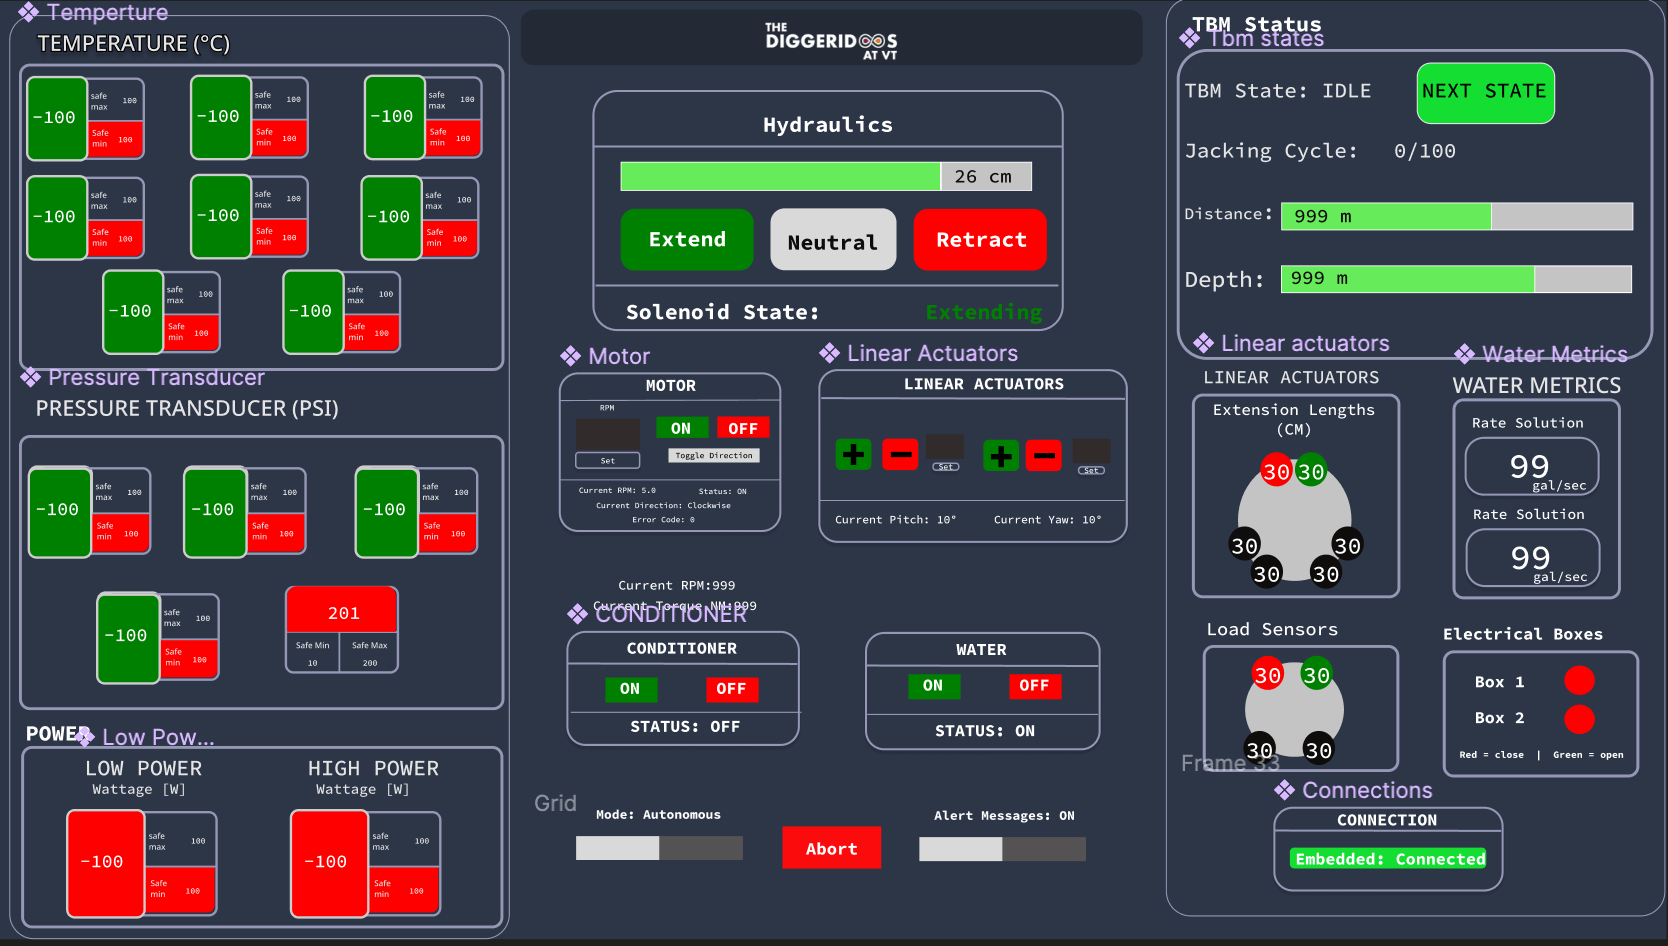 Temperture
TEMPERATURE (°C)
-100
safe max 100
Safe min 100
-100
safe max 100
Safe min 100
-100
safe max 100
Safe min 100
-100
safe max 100
Safe min 100
-100
safe max 100
Safe min 100
-100
safe max 100
Safe min 100
-100
safe max 100
Safe min 100
-100
safe max 100
Safe min 100
Pressure Transducer
PRESSURE TRANSDUCER (PSI)
-100
safe max 100
Safe min 100
-100
safe max 100
Safe min 100
-100
safe max 100
Safe min 100
-100
safe max 100
Safe min 100
201
Safe Min Safe Max
10 200
POWER
Low Pow...
LOW POWER
Wattage [W]
-100
safe max 100
Safe min 100
HIGH POWER
Wattage [W]
-100
safe max 100
Safe min 100
THE
DIGGERIDOOS
AT VT
Hydraulics
26 cm
Extend Neutral Retract
Solenoid State: Extending
Motor
MOTOR
RPM
ON OFF
Set
Toggle Direction
Current RPM: 5.0 Status: ON
Current Direction: Clockwise
Error Code: 0
Linear Actuators
LINEAR ACTUATORS
+ − Set + − Set
Current Pitch: 10° Current Yaw: 10°
Current RPM:999
Current Torque NM:999
CONDITIONER
CONDITIONER
ON OFF
STATUS: OFF
WATER
ON OFF
STATUS: ON
Grid
Mode: Autonomous
Abort
Alert Messages: ON
TBM Status
Tbm states
TBM State: IDLE
NEXT STATE
Jacking Cycle: 0/100
Distance: 999 m
Depth: 999 m
Linear actuators
LINEAR ACTUATORS
Extension Lengths
(CM)
30 30
30 30
30 30
Water Metrics
WATER METRICS
Rate Solution
99
gal/sec
Rate Solution
99
gal/sec
Load Sensors
30 30
30 30
Frame 33
Electrical Boxes
Box 1
Box 2
Red = close | Green = open
Connections
CONNECTION
Embedded: Connected